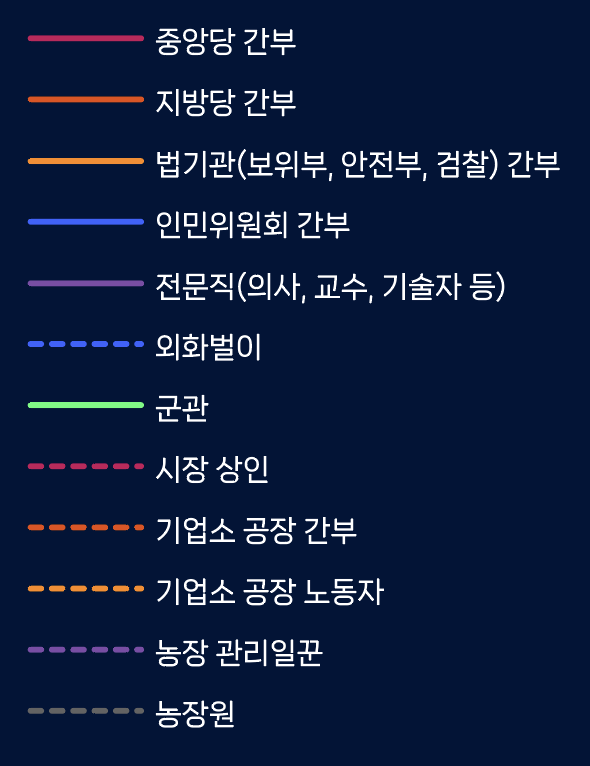 중앙당 간부
지방당 간부
법기관(보위부, 안전부, 검찰) 간부
인민위원회 간부
전문직(의사, 교수, 기술자 등)
외화벌이
군관
시장 상인
기업소 공장 간부
기업소 공장 노동자
농장 관리일꾼
농장원